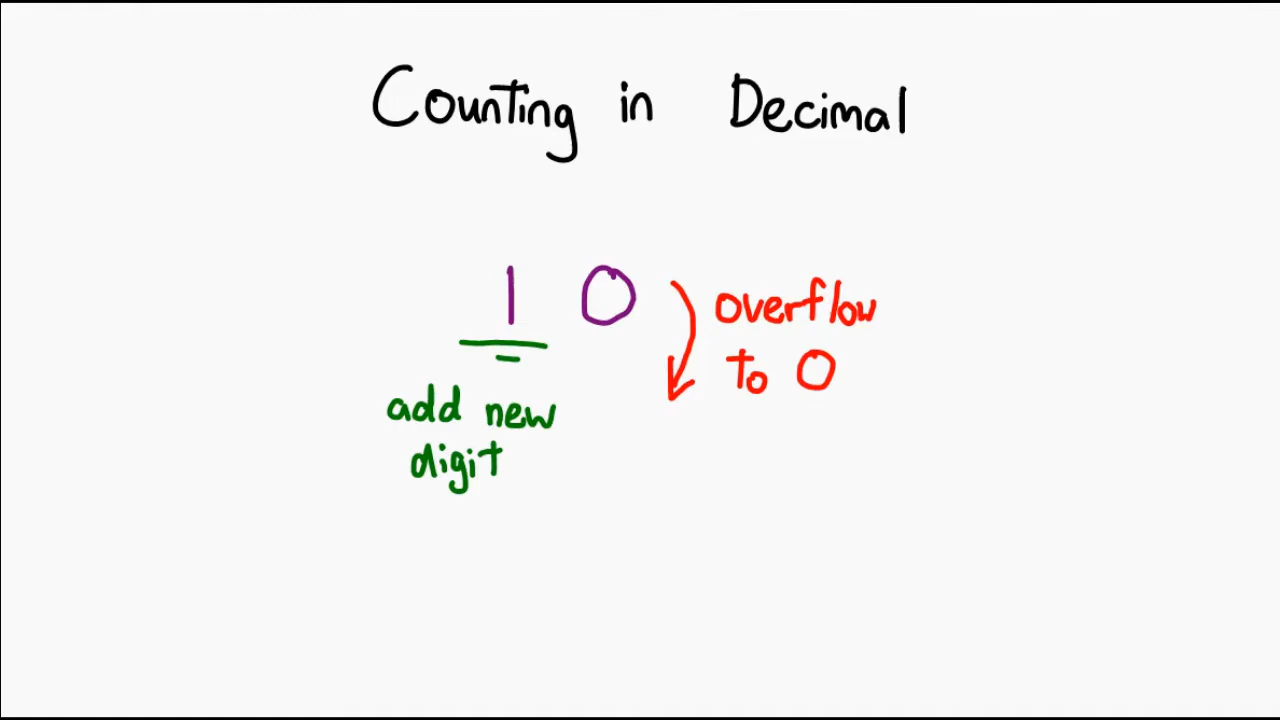 Counting in Decimal
1 0
overflow
to 0
add new
digit